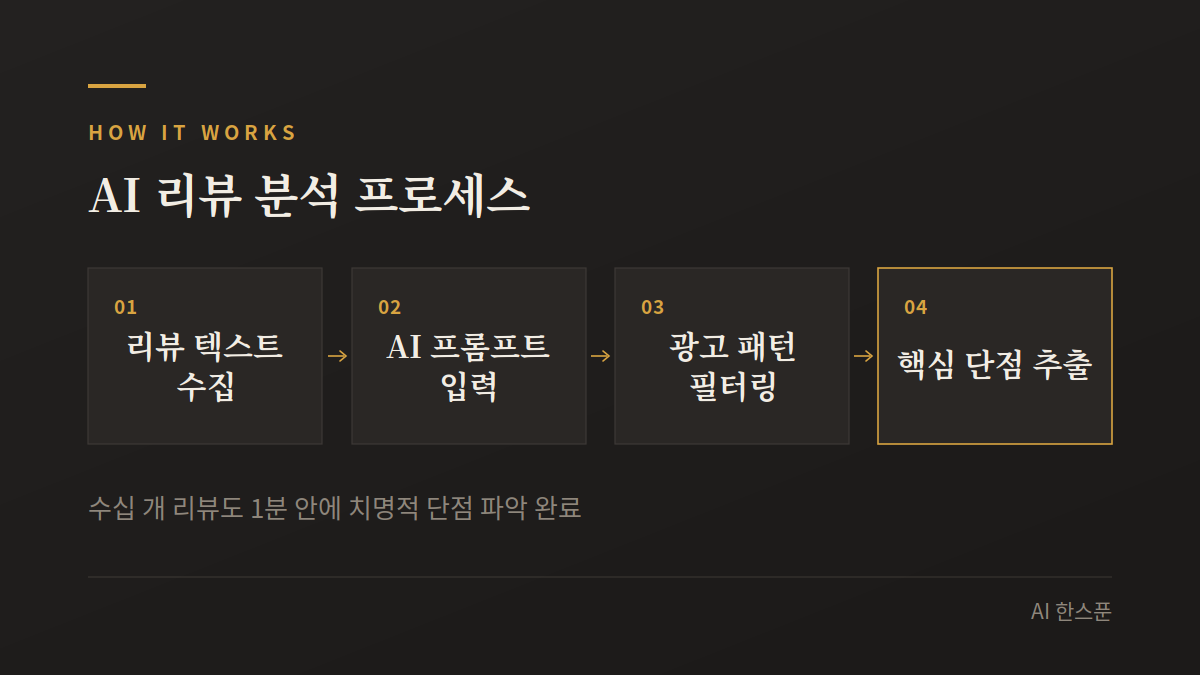 HOW IT WORKS
AI 리뷰 분석 프로세스
01
리뷰 텍스트
수집
→
02
AI 프롬프트
입력
→
03
광고 패턴
필터링
→
04
핵심 단점 추출
수십 개 리뷰도 1분 안에 치명적 단점 파악 완료
AI 한스푼